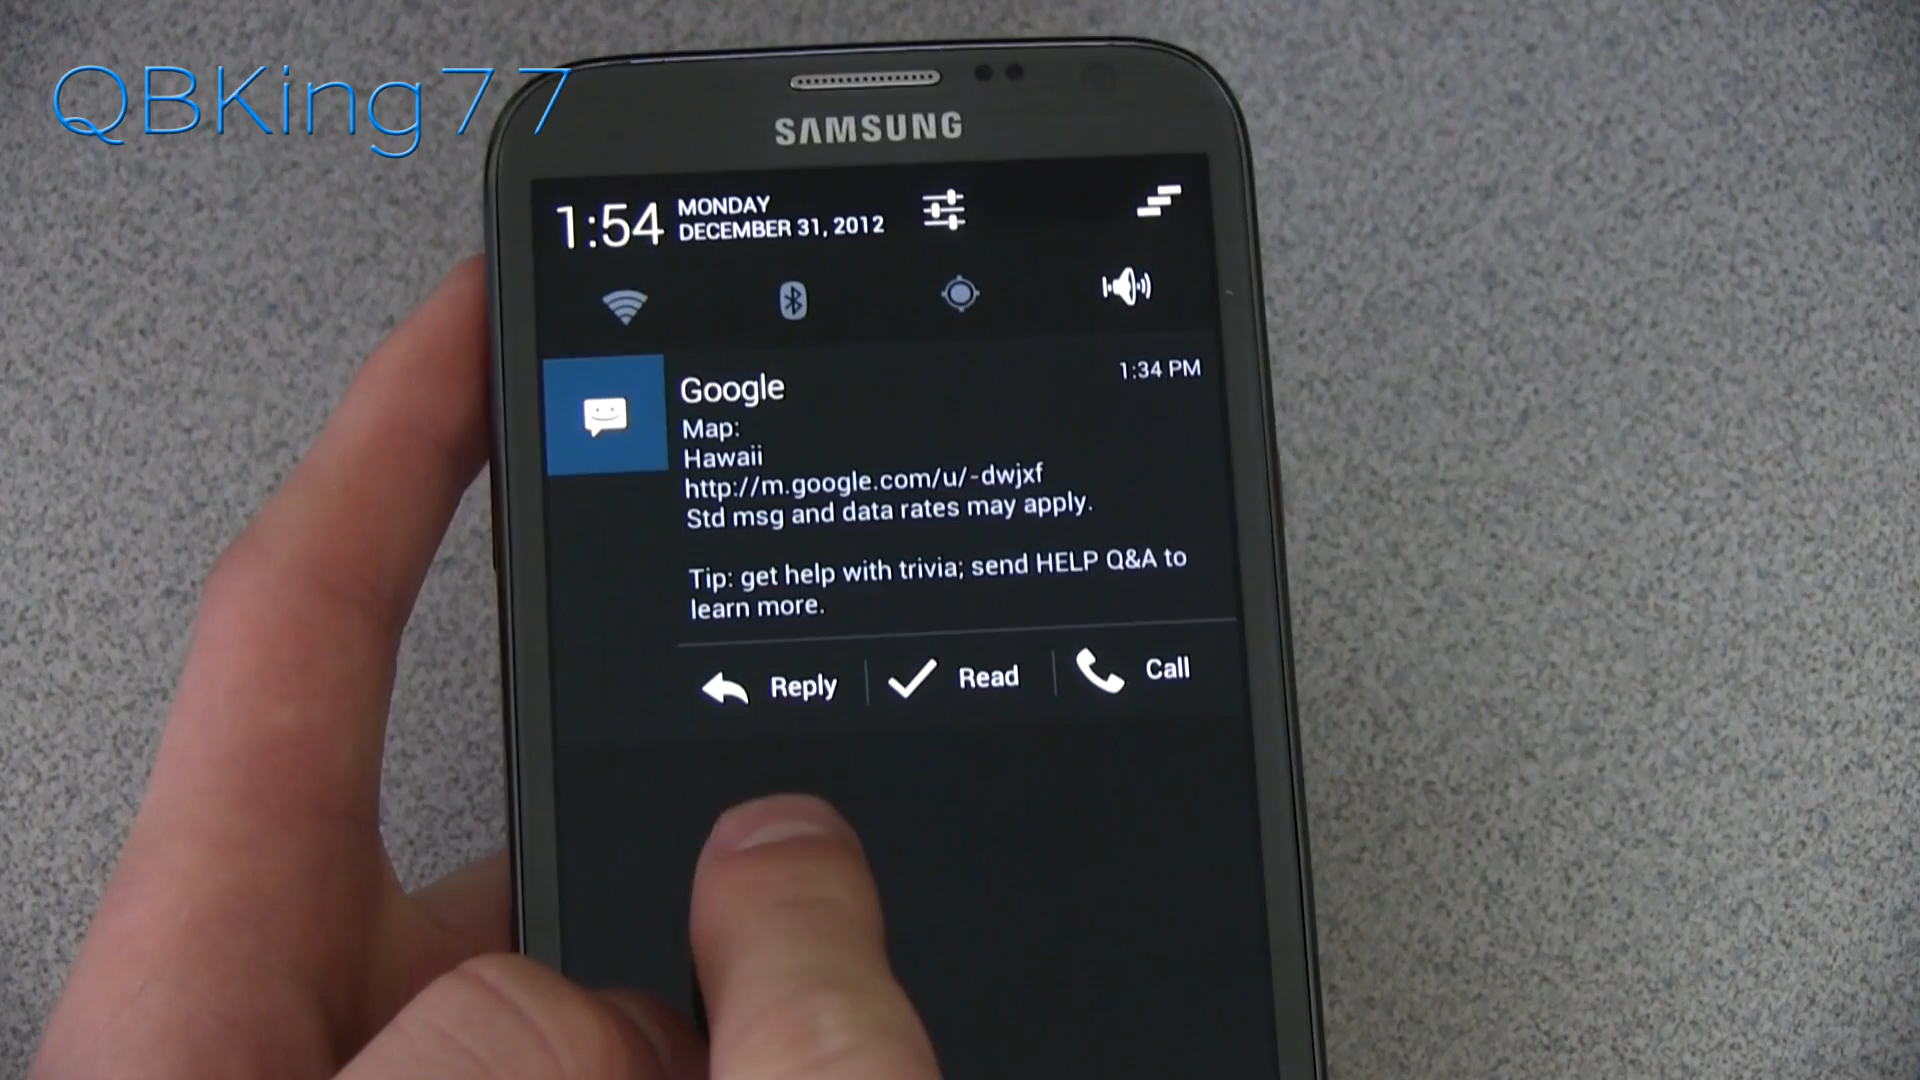 QBKing77
SAMSUNG
1:54
MONDAY
DECEMBER 31, 2012
Google
1:34 PM
Map:
Hawaii
http://m.google.com/u/-dwjxf
Std msg and data rates may apply.
Tip: get help with trivia; send HELP Q&A to
learn more.
Reply
Read
Call